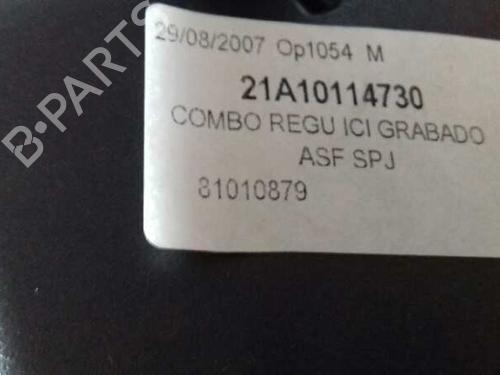 29/08/2007 Op1054 M
21A10114730
COMBO REGU ICI GRABADO
ASF SPJ
81010879
B-PARTS